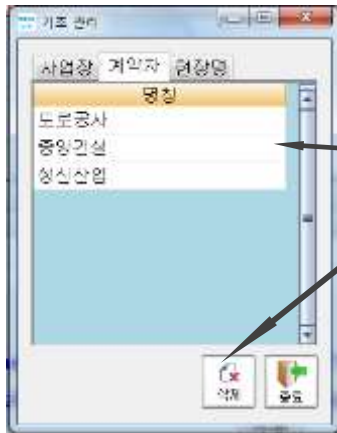 기초 관리
사업장 계약자 현장명
명칭
도로공사
중앙건설
청신산업
삭제 종료